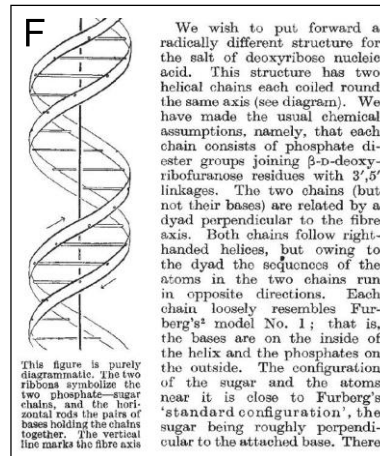 F
This figure is purely
diagrammatic. The two
ribbons symbolize the
two phosphate—sugar
chains, and the hori-
zontal rods the pairs of
bases holding the chains
together. The vertical
line marks the fibre axis
We wish to put forward a
radically different structure for
the salt of deoxyribose nucleic
acid. This structure has two
helical chains each coiled round
the same axis (see diagram). We
have made the usual chemical
assumptions, namely, that each
chain consists of phosphate di-
ester groups joining β-D-deoxy-
ribofuranose residues with 3',5'
linkages. The two chains (but
not their bases) are related by a
dyad perpendicular to the fibre
axis. Both chains follow right-
handed helices, but owing to
the dyad the sequences of the
atoms in the two chains run
in opposite directions. Each
chain loosely resembles Fur-
berg's² model No. 1; that is,
the bases are on the inside of
the helix and the phosphates on
the outside. The configuration
of the sugar and the atoms
near it is close to Furberg's
'standard configuration', the
sugar being roughly perpendi-
cular to the attached base. There